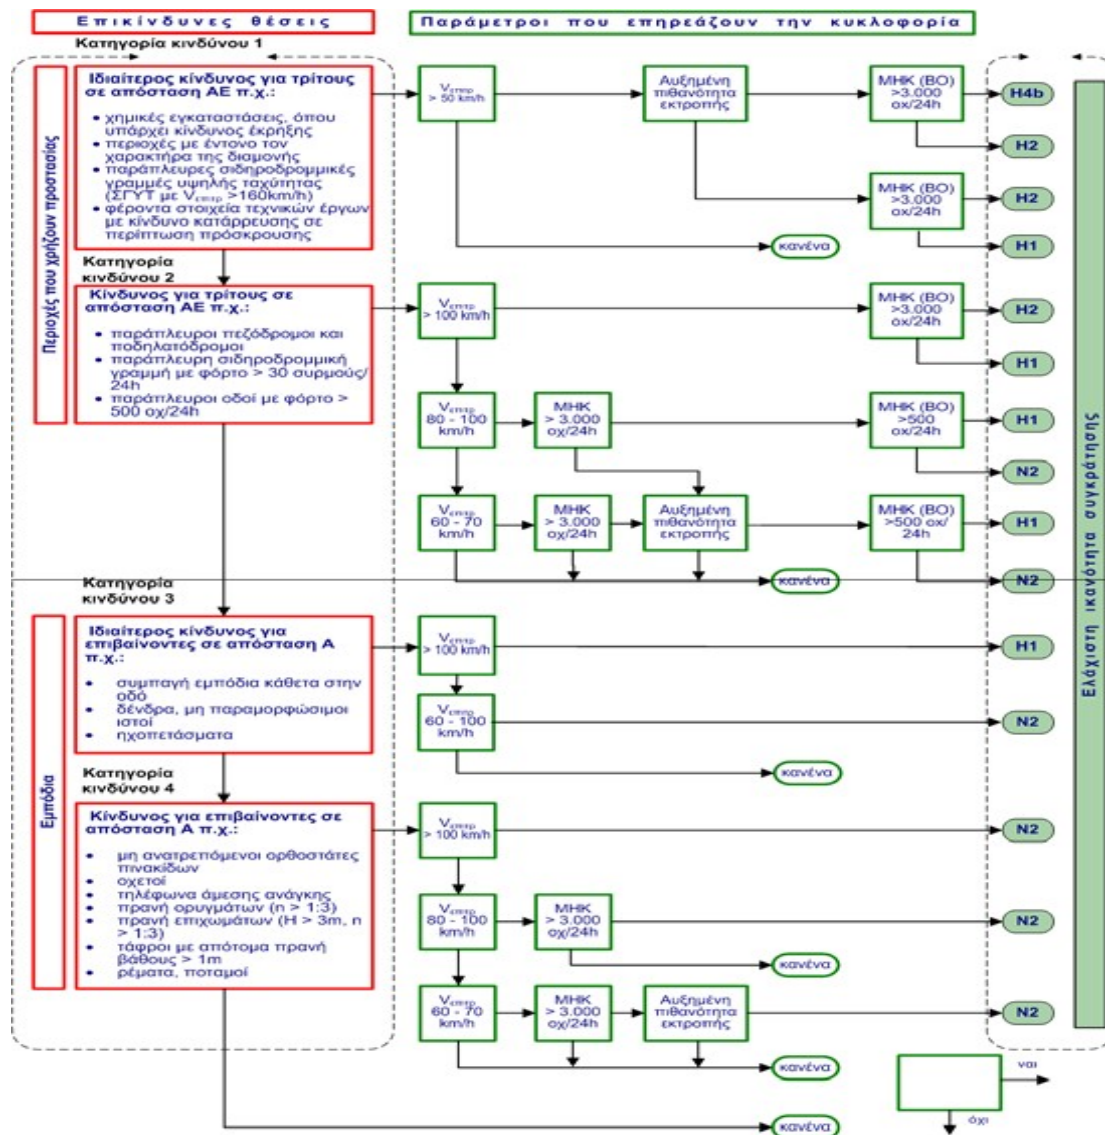 Επικίνδυνες θέσεις
Παράμετροι που επηρεάζουν την κυκλοφορία
Κατηγορία κινδύνου 1
Περιοχές που χρήζουν προστασίας
Ιδιαίτερος κίνδυνος για τρίτους
σε απόσταση ΑΕ π.χ.:
• χημικές εγκαταστάσεις, όπου
υπάρχει κίνδυνος έκρηξης
• περιοχές με έντονο τον
χαρακτήρα της διαμονής
• παράπλευρες σιδηροδρομμικές
γραμμές υψηλής ταχύτητας
(ΣΓΥΤ με Vεπιτρ >160km/h)
• φέροντα στοιχεία τεχνικών έργων
με κίνδυνο κατάρρευσης σε
περίπτωση πρόσκρουσης
Vεπιτρ
> 50 km/h
Αυξημένη
πιθανότητα
εκτροπής
ΜΗΚ (ΒΟ)
>3.000
οχ/24h
H4b
H2
ΜΗΚ (ΒΟ)
>3.000
οχ/24h
H2
H1
κανένα
Κατηγορία
κινδύνου 2
Κίνδυνος για τρίτους σε
απόσταση ΑΕ π.χ.:
• παράπλευροι πεζόδρομοι και
ποδηλατόδρομοι
• παράπλευρη σιδηροδρομμική
γραμμή με φόρτο > 30 συρμούς/
24h
• παράπλευροι οδοί με φόρτο >
500 οχ/24h
Vεπιτρ
> 100 km/h
ΜΗΚ (ΒΟ)
>3.000
οχ/24h
H2
H1
Vεπιτρ
80 - 100
km/h
ΜΗΚ
> 3.000
οχ/24h
ΜΗΚ (ΒΟ)
>500
οχ/24h
H1
N2
Vεπιτρ
60 - 70
km/h
ΜΗΚ
> 3.000
οχ/24h
Αυξημένη
πιθανότητα
εκτροπής
ΜΗΚ (ΒΟ)
>500 οχ/
24h
H1
κανένα
N2
Ελάχιστη ικανότητα συγκράτησης
Κατηγορία
κινδύνου 3
Εμπόδια
Ιδιαίτερος κίνδυνος για
επιβαίνοντες σε απόσταση Α
π.χ.:
• συμπαγή εμπόδια κάθετα στην
οδό
• δένδρα, μη παραμορφώσιμοι
ιστοί
• ηχοπετάσματα
Vεπιτρ
> 100 km/h
H1
Vεπιτρ
60 - 100
km/h
N2
κανένα
Κατηγορία
κινδύνου 4
Κίνδυνος για επιβαίνοντες σε
απόσταση Α π.χ.:
• μη ανατρεπόμενοι ορθοστάτες
πινακίδων
• οχετοί
• τηλέφωνα άμεσης ανάγκης
• πρανή ορυγμάτων (n > 1:3)
• πρανή επιχωμάτων (H > 3m, n
> 1:3)
• τάφροι με απότομα πρανή
βάθους > 1m
• ρέματα, ποταμοί
Vεπιτρ
> 100 km/h
N2
Vεπιτρ
80 - 100
km/h
ΜΗΚ
> 3.000
οχ/24h
N2
κανένα
Vεπιτρ
60 - 70
km/h
ΜΗΚ
> 3.000
οχ/24h
Αυξημένη
πιθανότητα
εκτροπής
N2
κανένα
κανένα
ναι
όχι